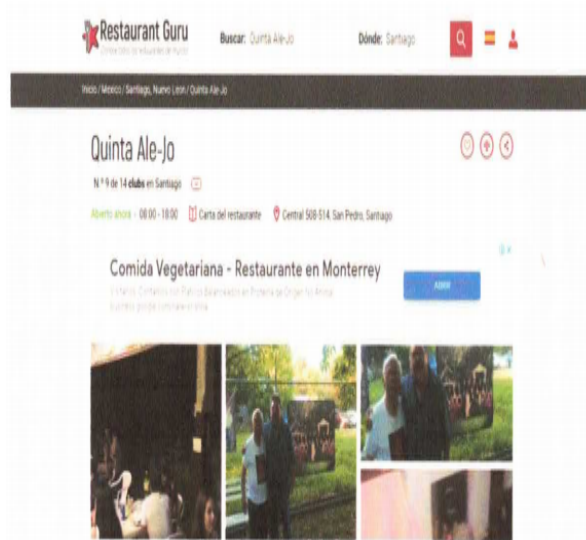 Restaurant Guru
Buscar: Quinta Ale-Jo
Dónde: Santiago
Inicio / Mexico / Santiago, Nuevo Leon / Quinta Ale-Jo
Quinta Ale-Jo
N.º 9 de 14 clubs en Santiago
Abierto ahora - 08:00 - 18:00
Carta del restaurante
Central 508-514, San Pedro, Santiago
Comida Vegetariana - Restaurante en Monterrey